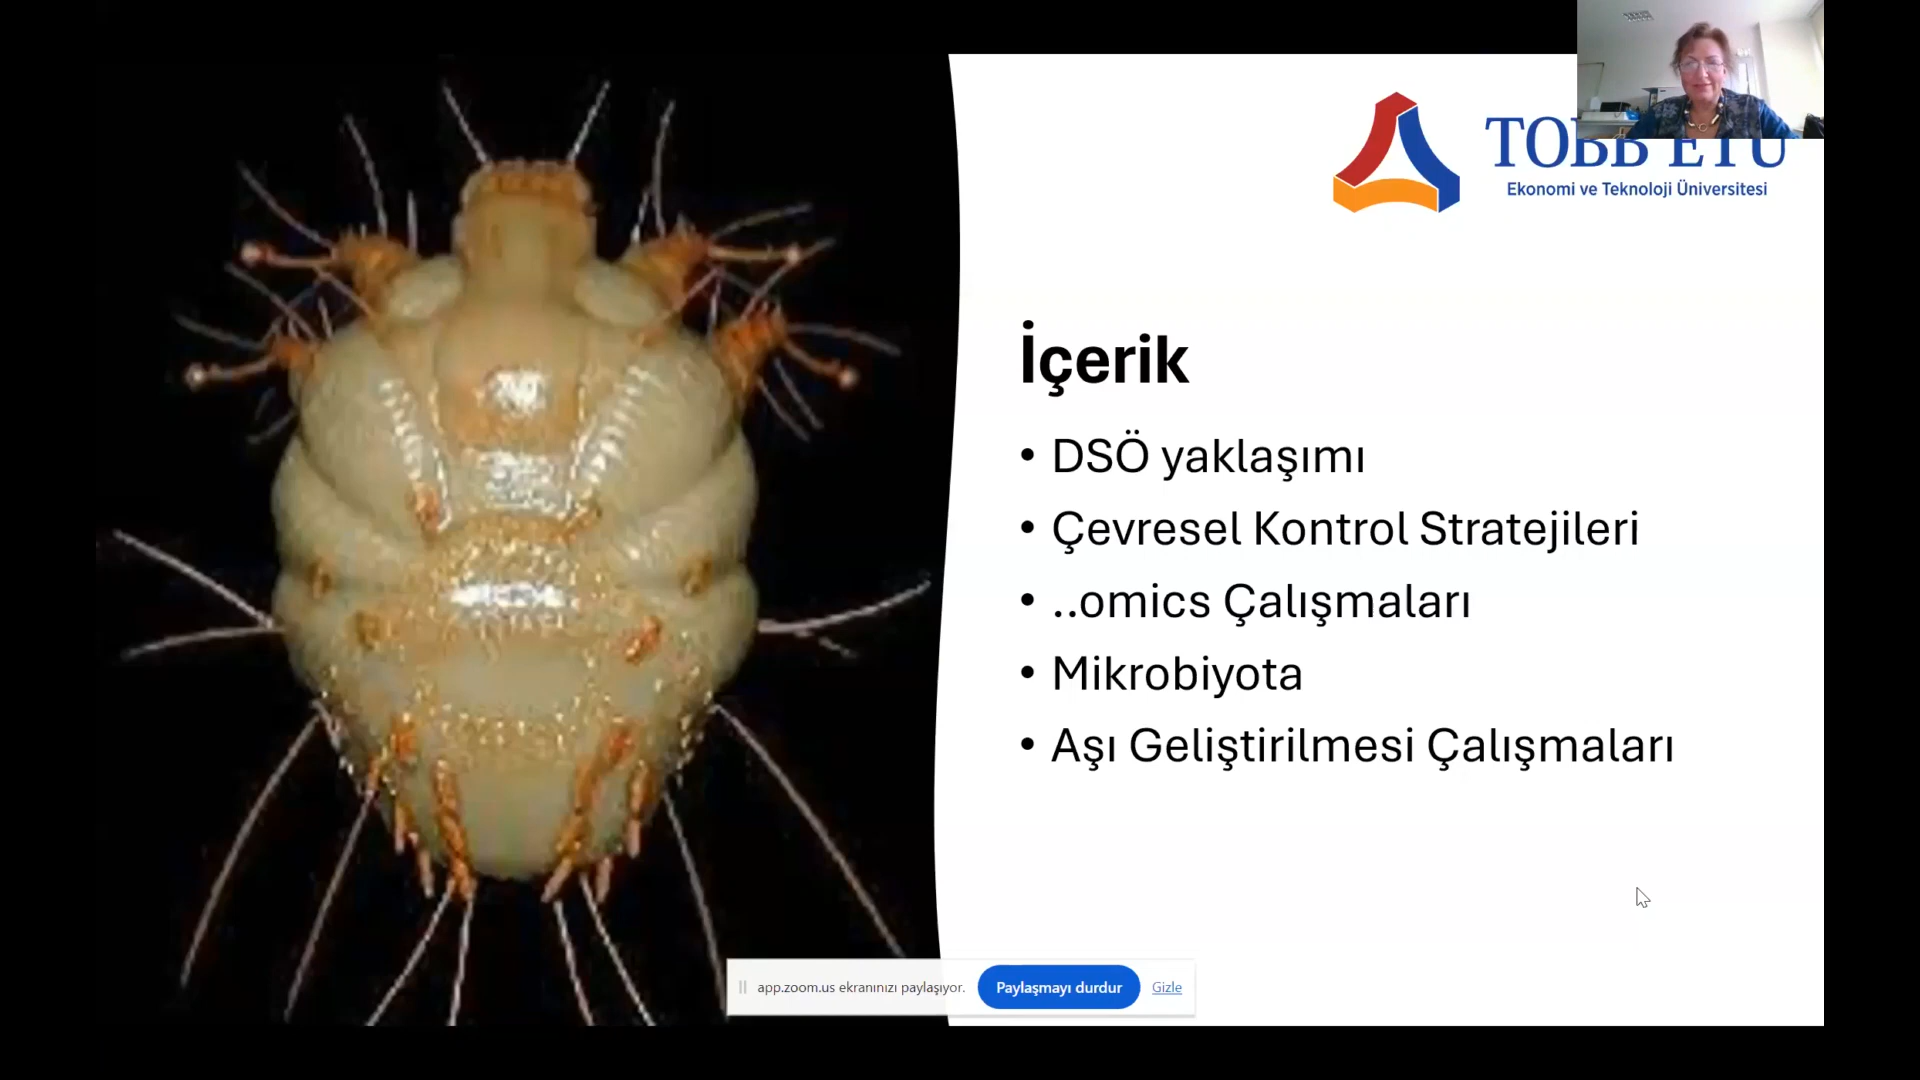 TOBB ETÜ
Ekonomi ve Teknoloji Üniversitesi
İçerik
• DSÖ yaklaşımı
• Çevresel Kontrol Stratejileri
• ..omics Çalışmaları
• Mikrobiyota
• Aşı Geliştirilmesi Çalışmaları
app.zoom.us ekranınızı paylaşıyor.
Paylaşmayı durdur
Gizle